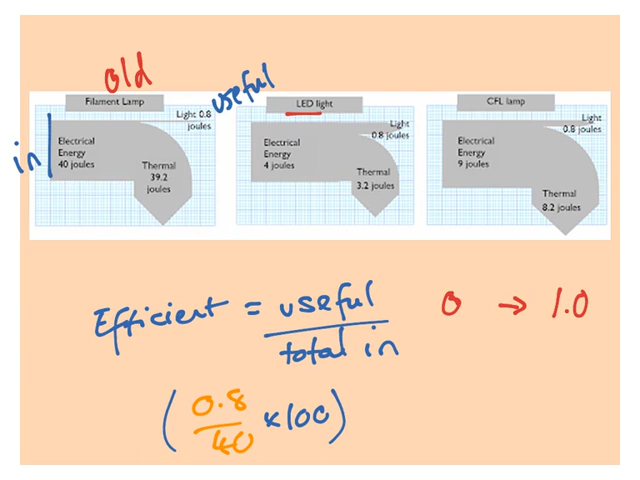 old
useful
in
Filament Lamp
Light 0.8
joules
Electrical
Energy
40 joules
Thermal
39.2
joules
LED light
Light
0.8 joules
Electrical
Energy
4 joules
Thermal
3.2 joules
CFL lamp
Light
0.8 joules
Electrical
Energy
9 joules
Thermal
8.2 joules
Efficient = useful
total in
0 → 1.0
( 0.8
40 × 100 )